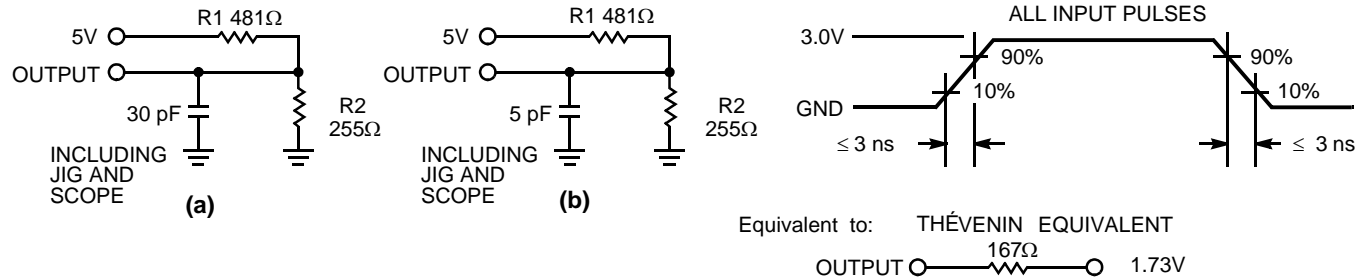 R1 481Ω
5V
OUTPUT
30 pF
R2
255Ω
INCLUDING
JIG AND
SCOPE
(a)
R1 481Ω
5V
OUTPUT
5 pF
R2
255Ω
INCLUDING
JIG AND
SCOPE
(b)
ALL INPUT PULSES
3.0V
90%
90%
10%
10%
GND
≤ 3 ns
≤ 3 ns
Equivalent to: THÉVENIN EQUIVALENT
167Ω
OUTPUT
1.73V